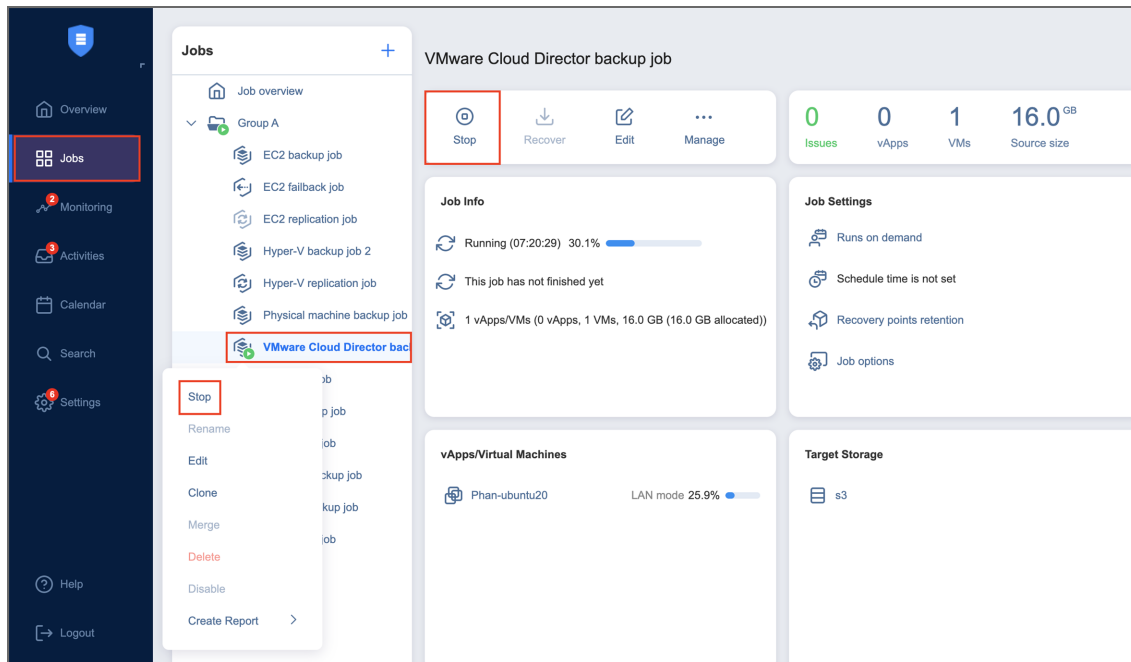 Overview
Jobs
2
Monitoring
3
Activities
Calendar
Search
6
Settings
Help
Logout
Jobs
Job overview
Group A
EC2 backup job
EC2 failback job
EC2 replication job
Hyper-V backup job 2
Hyper-V replication job
Physical machine backup job
VMware Cloud Director bac
ob
p job
job
ckup job
kup job
job
Stop
Rename
Edit
Clone
Merge
Delete
Disable
Create Report
VMware Cloud Director backup job
Stop
Recover
Edit
Manage
0 Issues
0 vApps
1 VMs
16.0 GB Source size
Job Info
Running (07:20:29) 30.1%
This job has not finished yet
1 vApps/VMs (0 vApps, 1 VMs, 16.0 GB (16.0 GB allocated))
Job Settings
Runs on demand
Schedule time is not set
Recovery points retention
Job options
vApps/Virtual Machines
Phan-ubuntu20 LAN mode 25.9%
Target Storage
s3